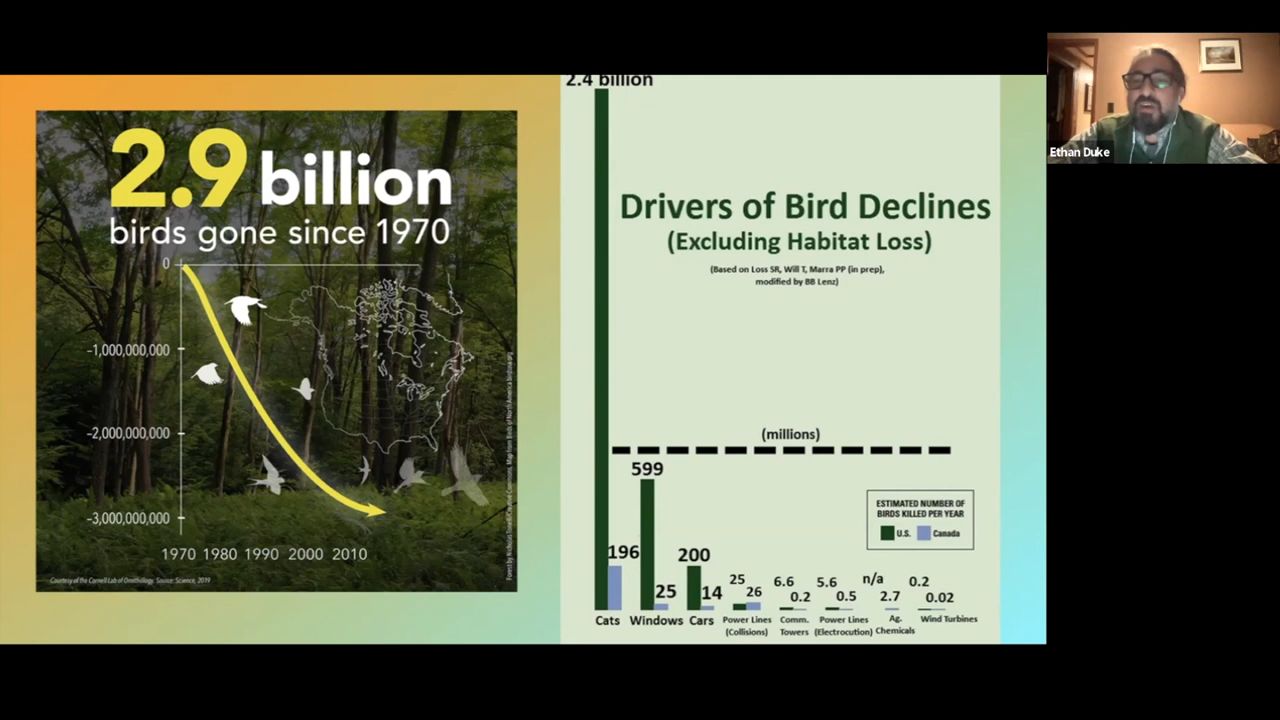 2.9 billion
birds gone since 1970
0
-1,000,000,000
-2,000,000,000
-3,000,000,000
1970 1980 1990 2000 2010
Courtesy of the Cornell Lab of Ornithology. Source: Science, 2019
2.4 billion
Drivers of Bird Declines
(Excluding Habitat Loss)
(Based on Loss SR, Will T, Marra PP (in prep),
modified by BB Lenz)
(millions)
599
196
25
200
14
25
26
6.6
0.2
5.6
0.5
n/a
2.7
0.2
0.02
ESTIMATED NUMBER OF
BIRDS KILLED PER YEAR
U.S. Canada
Cats
Windows
Cars
Power Lines
(Collisions)
Comm.
Towers
Power Lines
(Electrocution)
Ag.
Chemicals
Wind Turbines
Ethan Duke